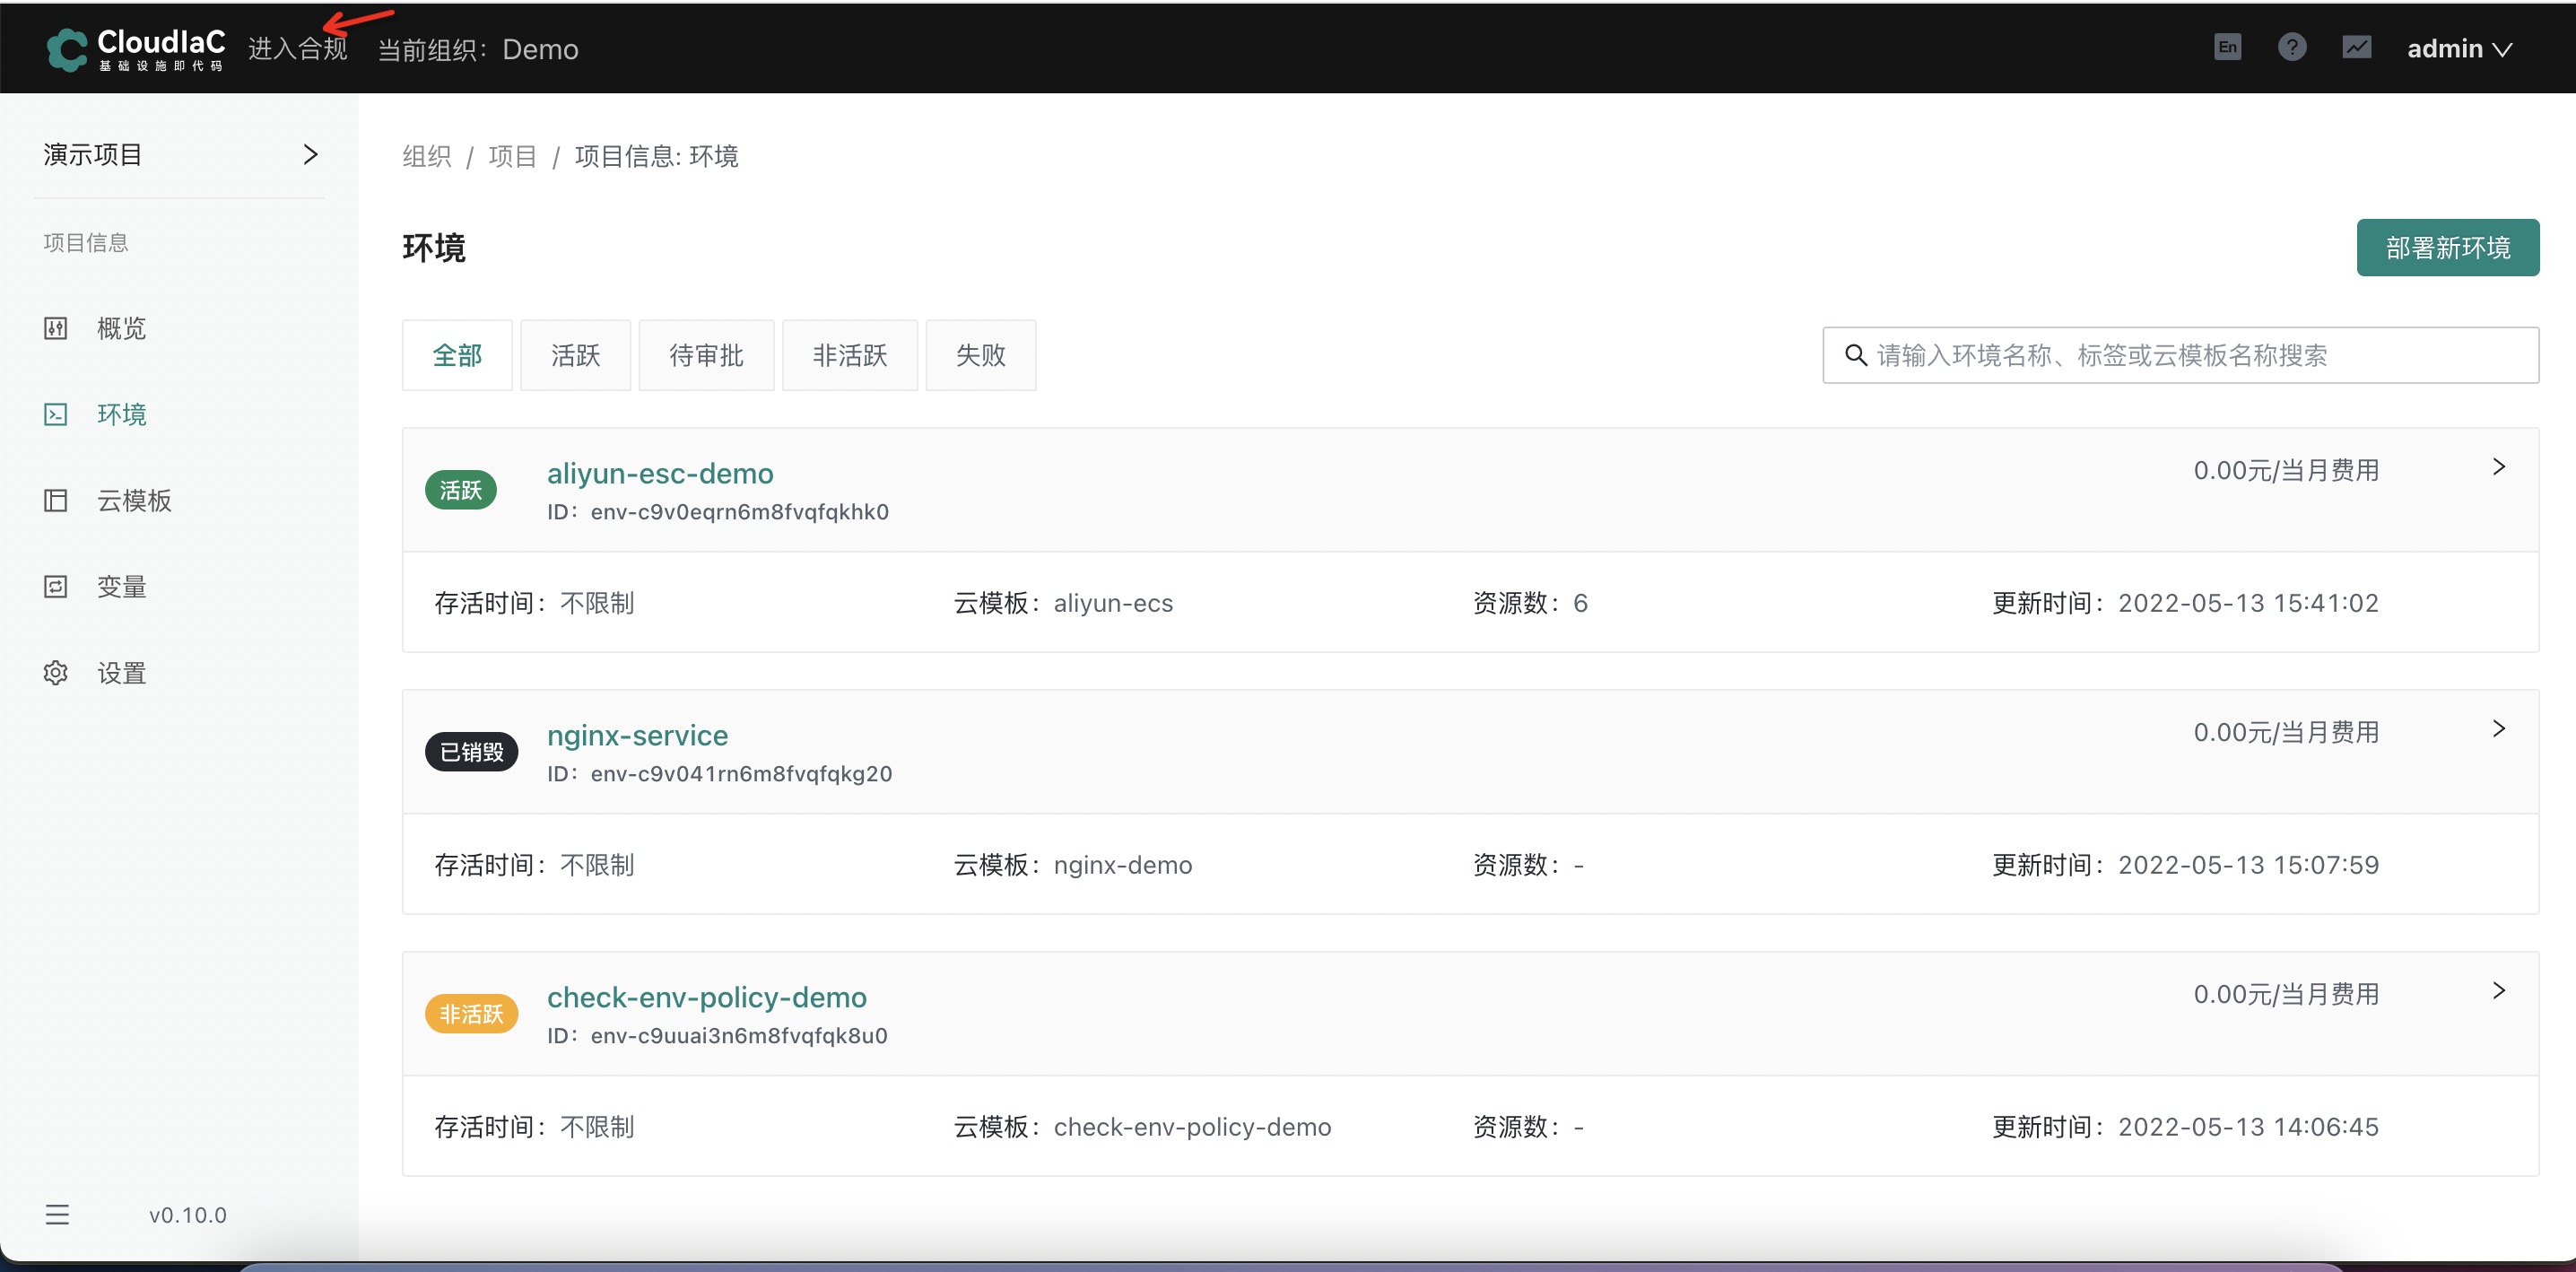 CloudIaC
基础设施即代码
进入合规 当前组织： Demo
En
admin
演示项目
项目信息
概览
环境
云模板
变量
设置
v0.10.0
组织 / 项目 / 项目信息: 环境
环境
部署新环境
全部 活跃 待审批 非活跃 失败
请输入环境名称、标签或云模板名称搜索
活跃
aliyun-esc-demo
ID： env-c9v0eqrn6m8fvqfqkhk0
0.00元/当月费用
存活时间： 不限制 云模板： aliyun-ecs 资源数： 6 更新时间： 2022-05-13 15:41:02
已销毁
nginx-service
ID： env-c9v041rn6m8fvqfqkg20
0.00元/当月费用
存活时间： 不限制 云模板： nginx-demo 资源数： - 更新时间： 2022-05-13 15:07:59
非活跃
check-env-policy-demo
ID： env-c9uuai3n6m8fvqfqk8u0
0.00元/当月费用
存活时间： 不限制 云模板： check-env-policy-demo 资源数： - 更新时间： 2022-05-13 14:06:45